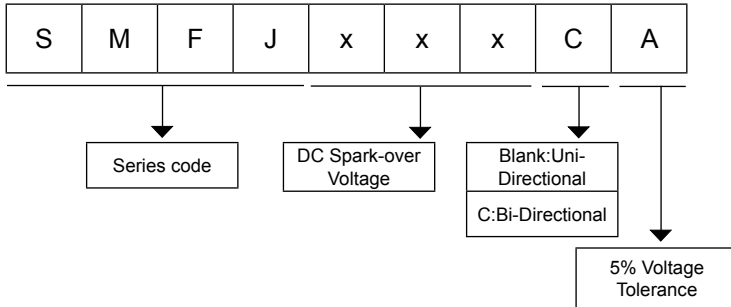 S M F J x x x C A
Series code
DC Spark-over
Voltage
Blank:Uni-
Directional
C:Bi-Directional
5% Voltage
Tolerance